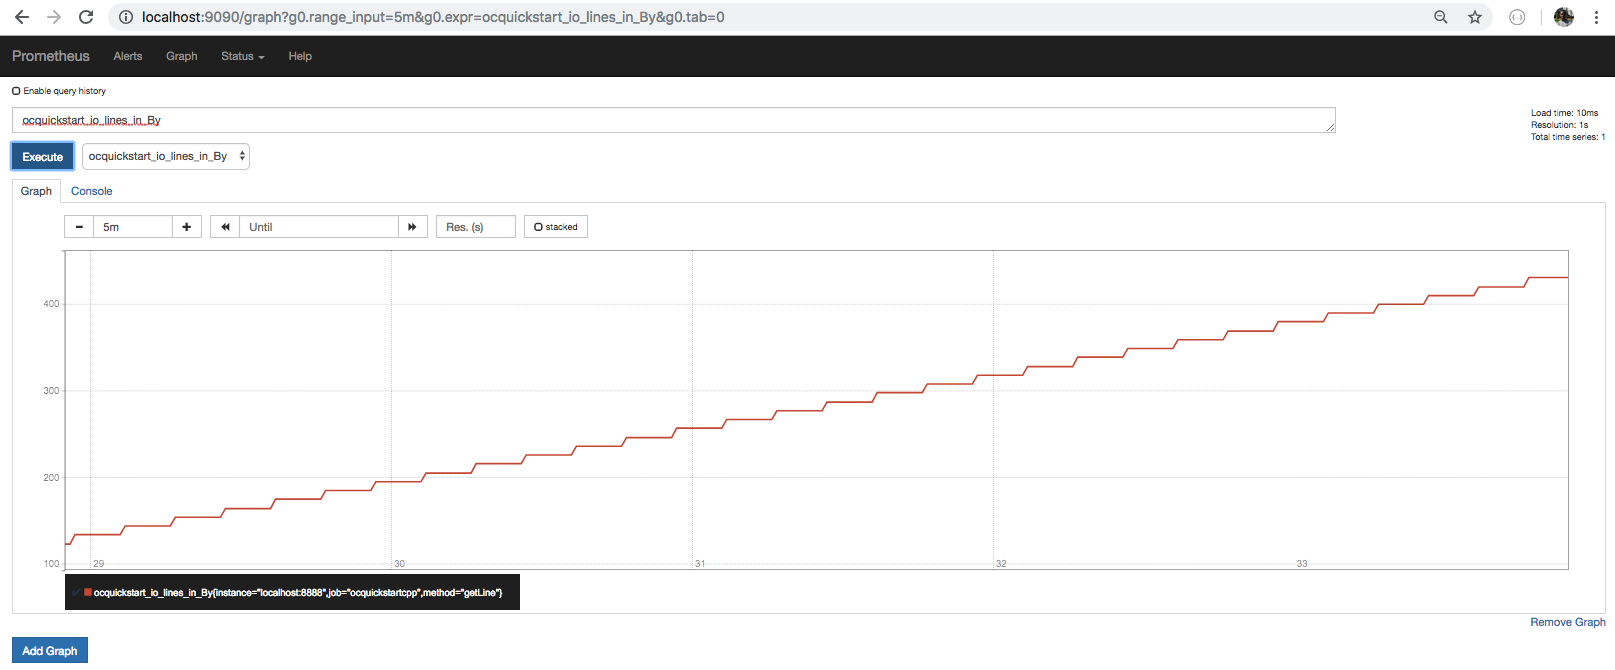 localhost:9090/graph?g0.range_input=5m&g0.expr=ocquickstart_io_lines_in_By&g0.tab=0
Prometheus Alerts Graph Status Help
Enable query history
ocquickstart_io_lines_in_By
Load time: 10ms
Resolution: 1s
Total time series: 1
Execute ocquickstart_io_lines_in_By
Graph Console
5m Until Res. (s) stacked
400
300
200
100
29 30 31 32 33
ocquickstart_io_lines_in_By{instance="localhost:8888",job="ocquickstartcpp",method="getLine"}
Remove Graph
Add Graph